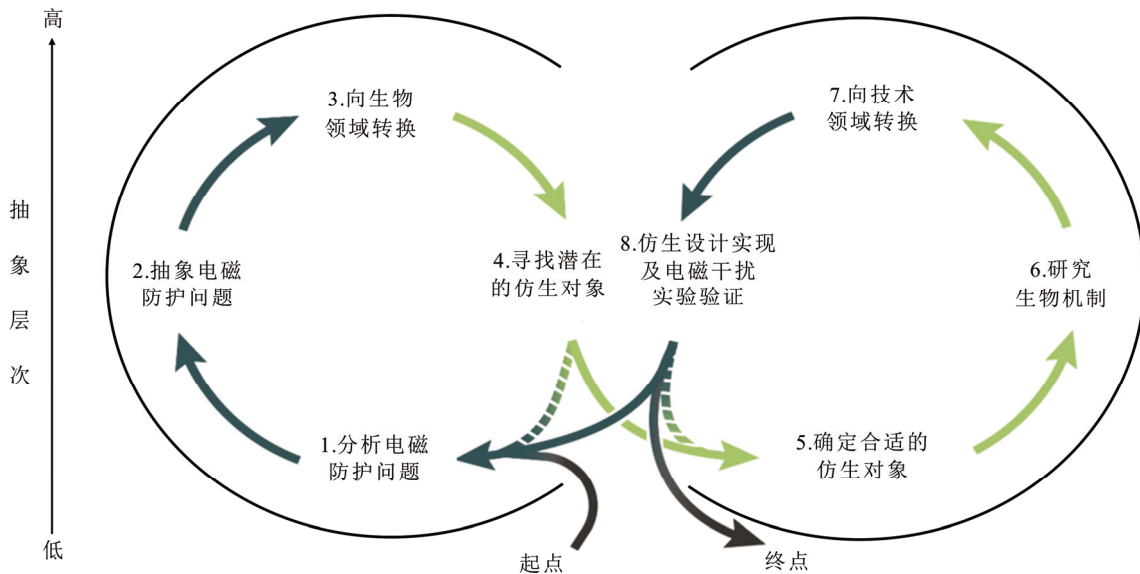 高
抽
象
层
次
低
1.分析电磁
防护问题
2.抽象电磁
防护问题
3.向生物
领域转换
4.寻找潜在
的仿生对象
5.确定合适的
仿生对象
6.研究
生物机制
7.向技术
领域转换
8.仿生设计实现
及电磁干扰
实验验证
起点
终点